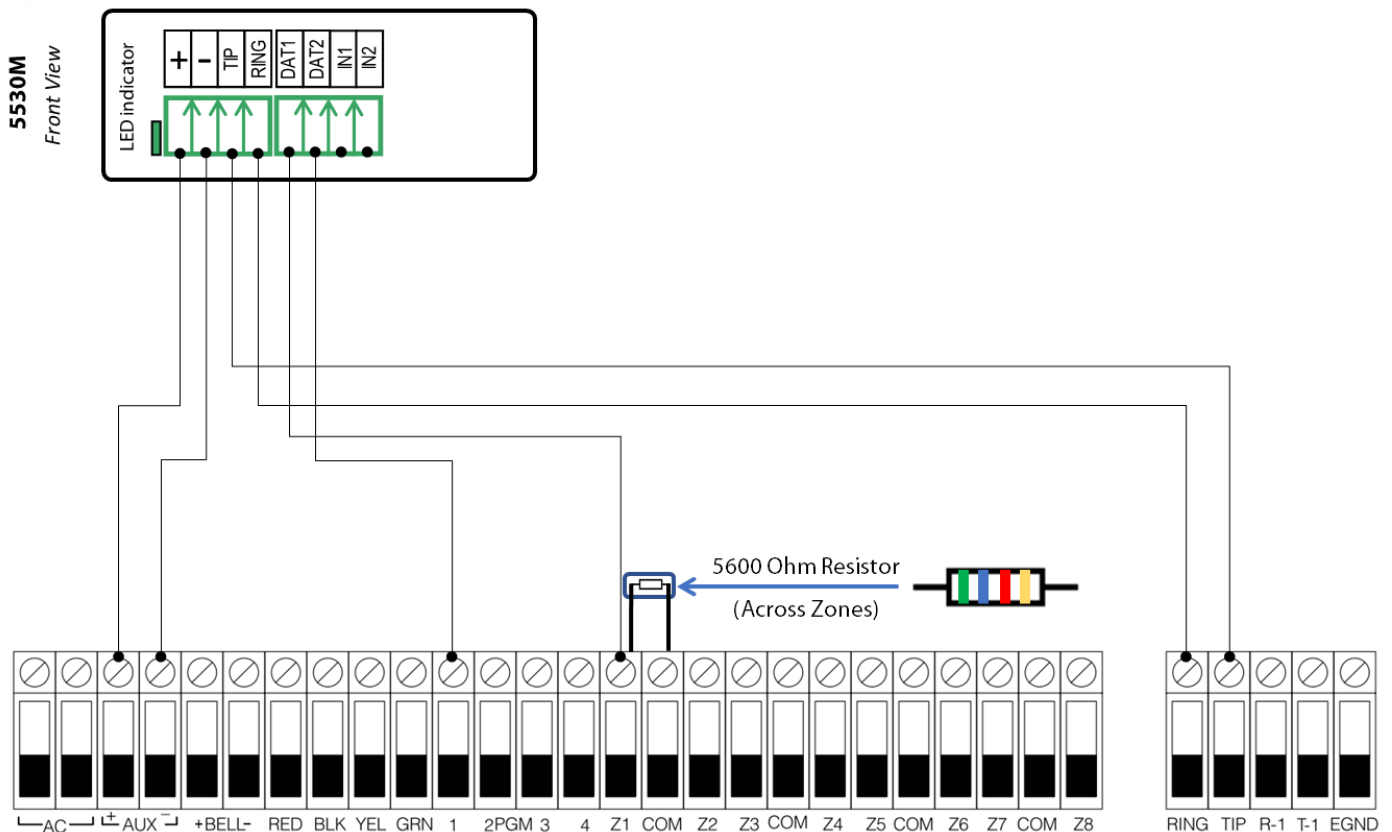 5530M
Front View
LED indicator
+
-
TIP
RING
DAT1
DAT2
IN1
IN2
5600 Ohm Resistor
(Across Zones)
AC + AUX - +BELL- RED BLK YEL GRN 1 2PGM 3 4 Z1 COM Z2 Z3 COM Z4 Z5 COM Z6 Z7 COM Z8 RING TIP R-1 T-1 EGND